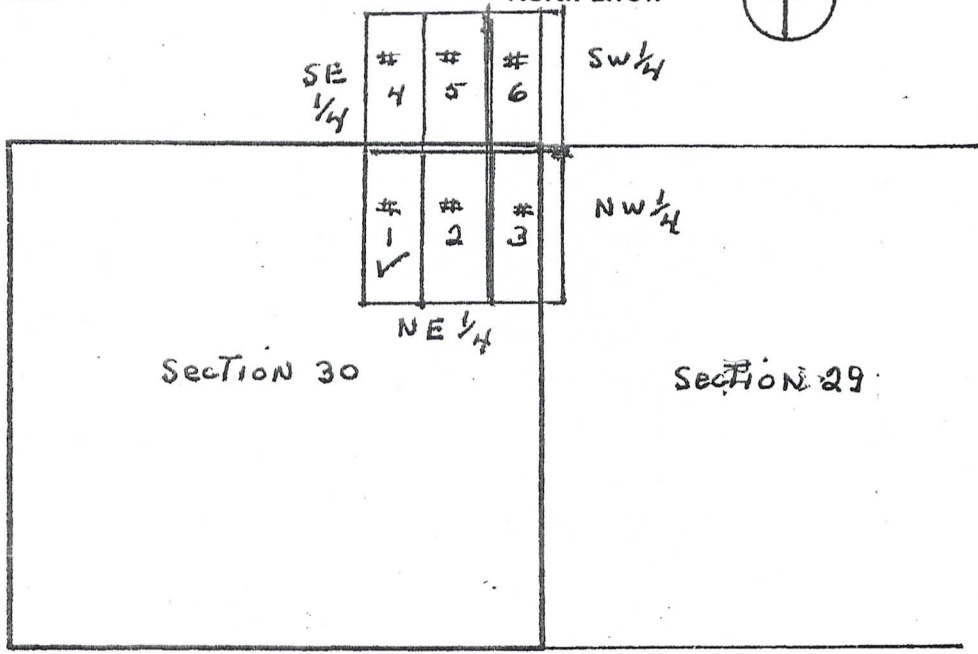 SE 1/4
# 4
# 5
# 6
SW 1/4
# 1 ✓
# 2
# 3
NW 1/4
NE 1/4
SECTION 30
SECTION 29